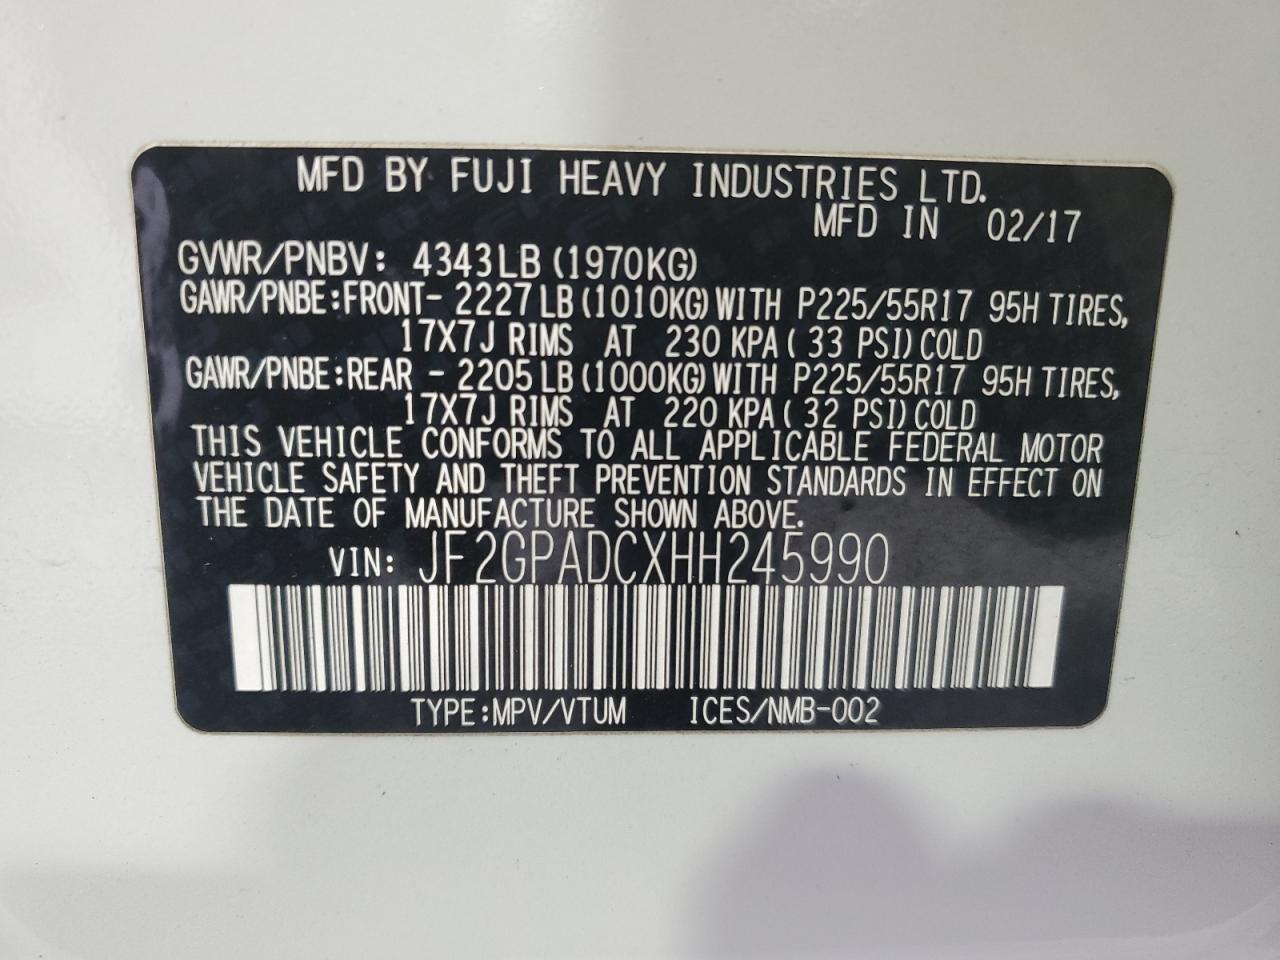 MFD BY FUJI HEAVY INDUSTRIES LTD.
MFD IN 02/17
GVWR/PNBV: 4343LB (1970KG)
GAWR/PNBE:FRONT- 2227LB (1010KG) WITH P225/55R17 95H TIRES,
17X7J RIMS AT 230 KPA ( 33 PSI) COLD
GAWR/PNBE:REAR - 2205LB (1000KG) WITH P225/55R17 95H TIRES,
17X7J RIMS AT 220 KPA ( 32 PSI) COLD
THIS VEHICLE CONFORMS TO ALL APPLICABLE FEDERAL MOTOR
VEHICLE SAFETY AND THEFT PREVENTION STANDARDS IN EFFECT ON
THE DATE OF MANUFACTURE SHOWN ABOVE.
VIN: JF2GPADCXHH245990
TYPE:MPV/VTUM ICES/NMB-002